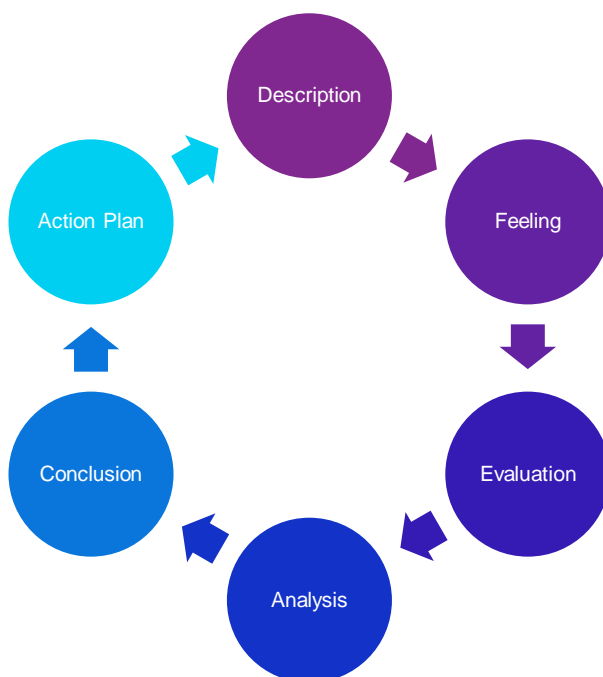 Description
Feeling
Evaluation
Analysis
Conclusion
Action Plan